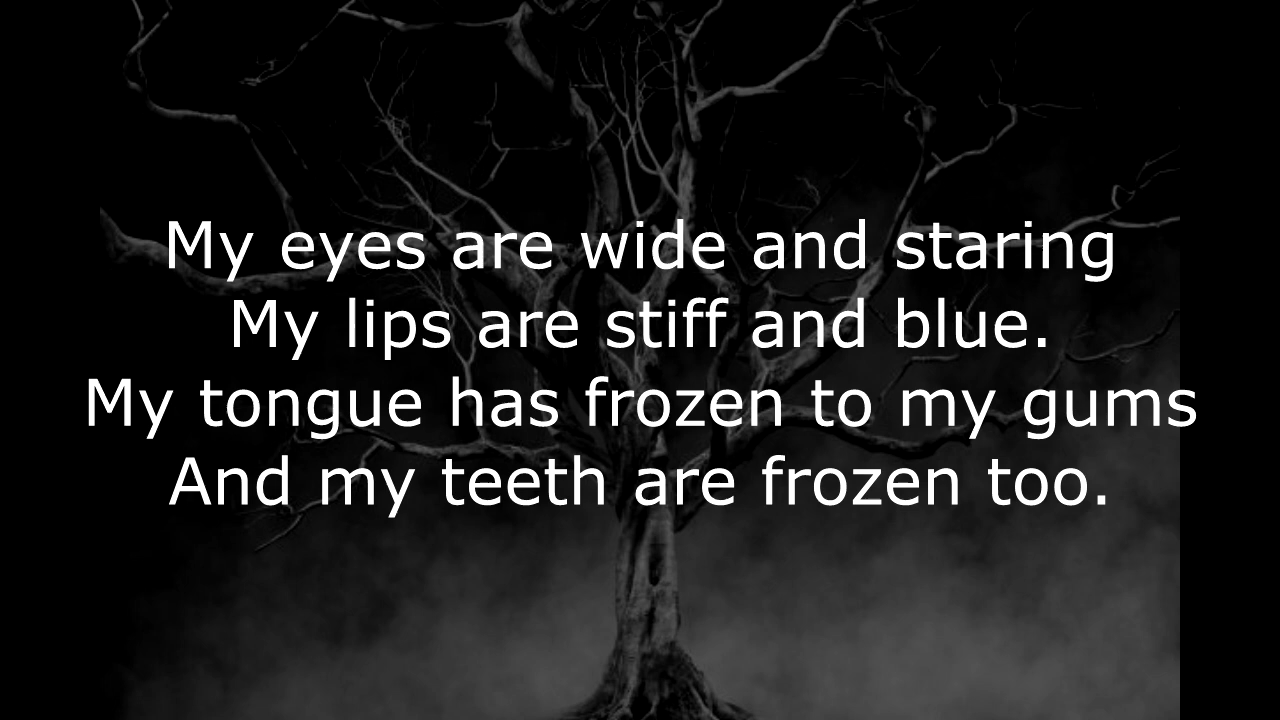 My eyes are wide and staring
My lips are stiff and blue.
My tongue has frozen to my gums
And my teeth are frozen too.